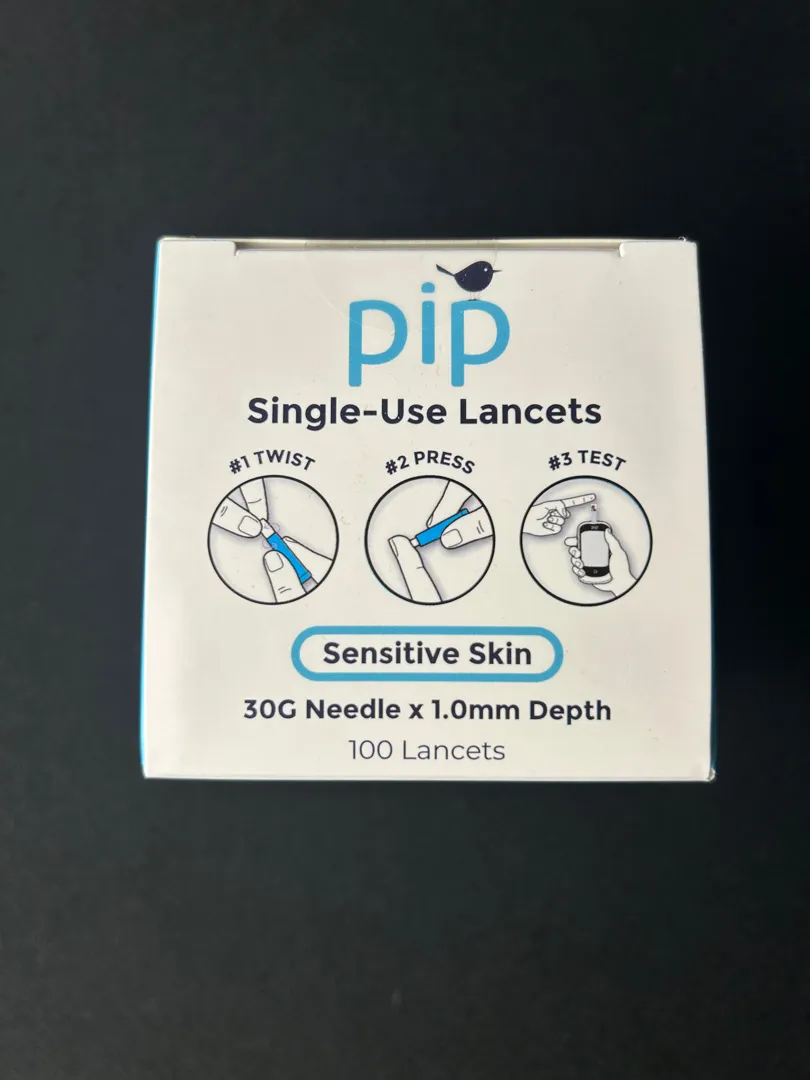 pip
Single-Use Lancets
#1 TWIST
#2 PRESS
#3 TEST
Sensitive Skin
30G Needle x 1.0mm Depth
100 Lancets